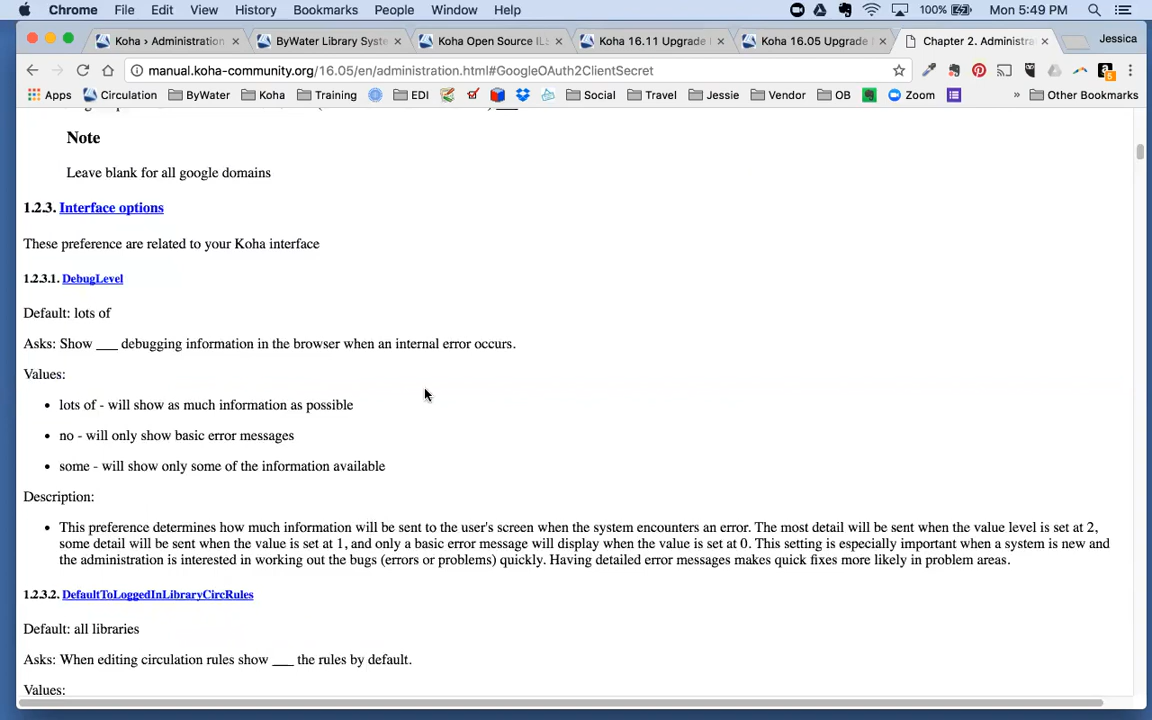 Chrome File Edit View History Bookmarks People Window Help 100% Mon 5:49 PM
Koha › Administration ByWater Library Syste Koha Open Source ILS Koha 16.11 Upgrade Koha 16.05 Upgrade Chapter 2. Administra Jessica
manual.koha-community.org/16.05/en/administration.html#GoogleOAuth2ClientSecret
Apps Circulation ByWater Koha Training EDI Social Travel Jessie Vendor OB Zoom » Other Bookmarks
Note
Leave blank for all google domains
1.2.3. Interface options
These preference are related to your Koha interface
1.2.3.1. DebugLevel
Default: lots of
Asks: Show ___ debugging information in the browser when an internal error occurs.
Values:
• lots of - will show as much information as possible
• no - will only show basic error messages
• some - will show only some of the information available
Description:
• This preference determines how much information will be sent to the user's screen when the system encounters an error. The most detail will be sent when the value level is set at 2,
some detail will be sent when the value is set at 1, and only a basic error message will display when the value is set at 0. This setting is especially important when a system is new and
the administration is interested in working out the bugs (errors or problems) quickly. Having detailed error messages makes quick fixes more likely in problem areas.
1.2.3.2. DefaultToLoggedInLibraryCircRules
Default: all libraries
Asks: When editing circulation rules show ___ the rules by default.
Values: